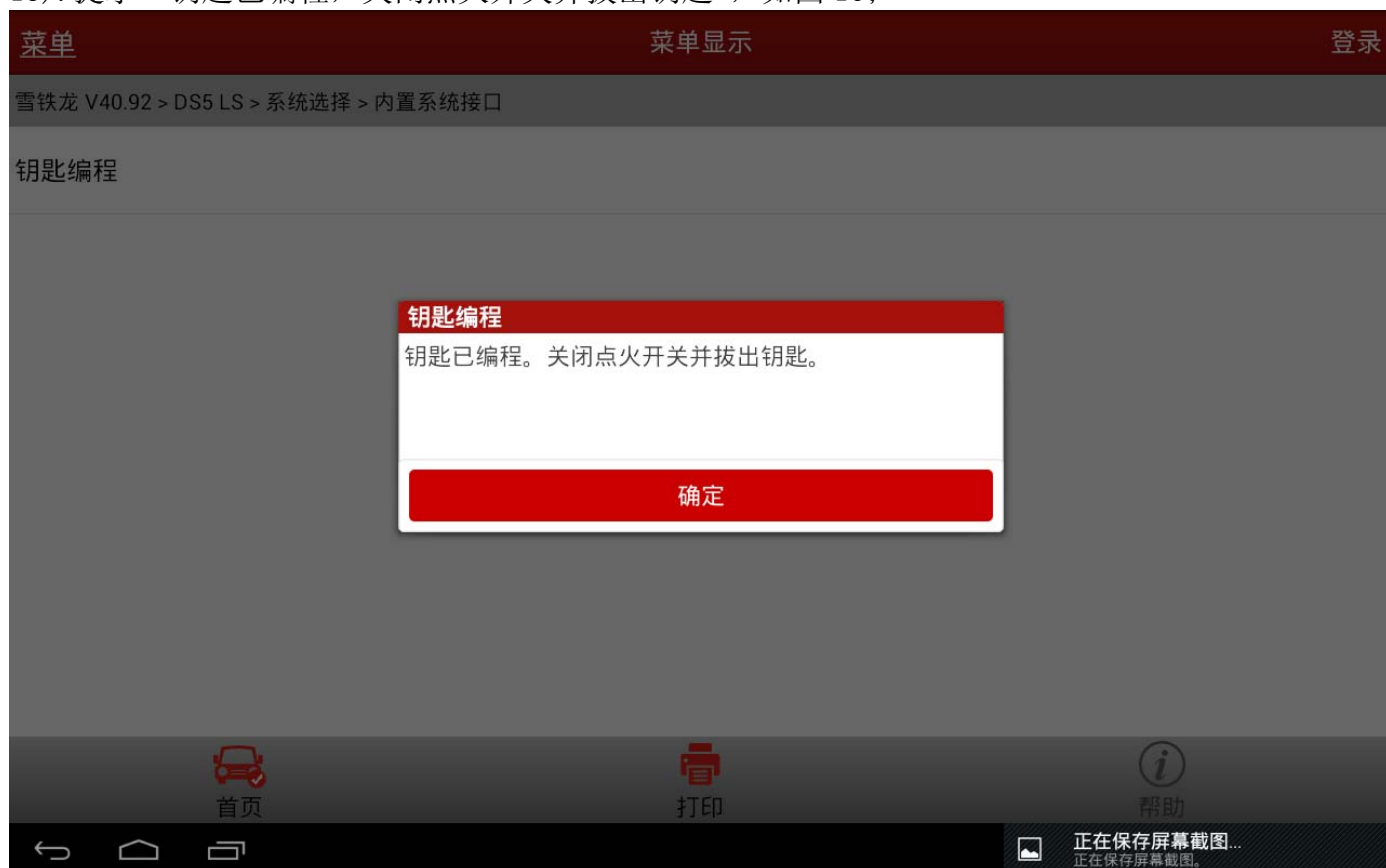 菜单
菜单显示
登录
雪铁龙 V40.92 > DS5 LS > 系统选择 > 内置系统接口
钥匙编程
钥匙编程
钥匙已编程。关闭点火开关并拔出钥匙。
确定
首页
打印
帮助
正在保存屏幕截图...
正在保存屏幕截图。